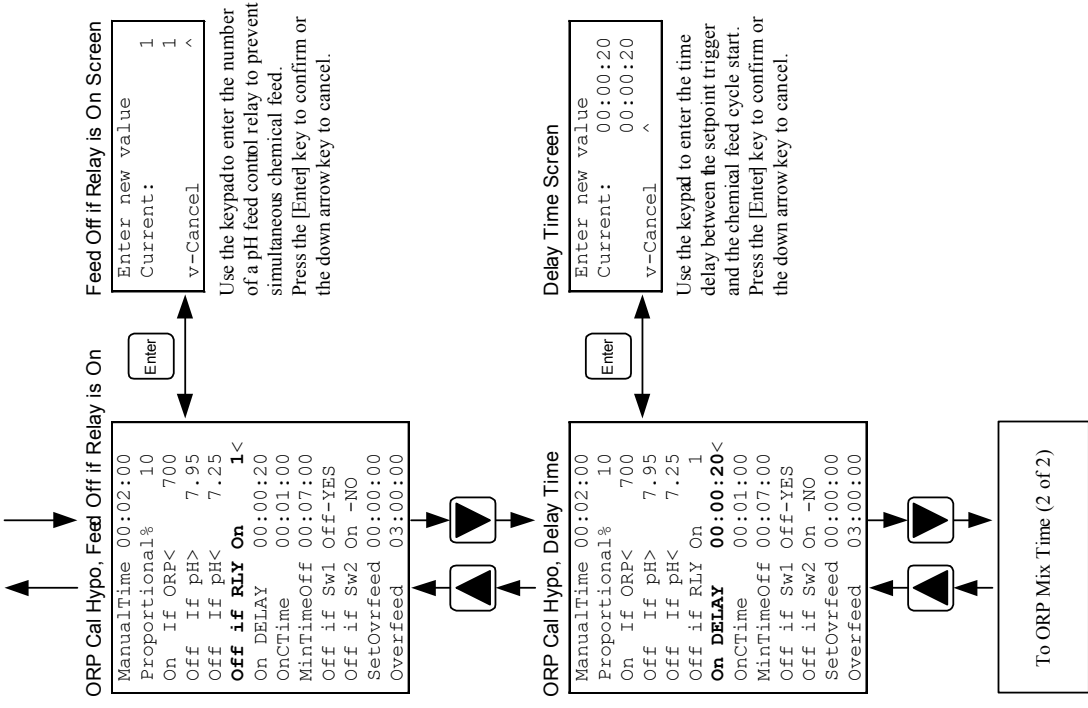 ORP Cal Hypo, Feed Off if Relay is On
ManualTime 00:02:00
Proportional% 10
On If ORP< 700
Off If pH> 7.95
Off If pH< 7.25
Off if RLY On 1<
On DELAY 00:00:20
OnCTime 00:01:00
MinTimeOff 00:07:00
Off if Sw1 Off-YES
Off if Sw2 On -NO
SetOvrfeed 00:00:00
Overfeed 03:00:00
Enter
Feed Off if Relay is On Screen
Enter new value
Current: 1
1
v-Cancel ^
Use the keypad to enter the number
of a pH feed control relay to prevent
simultaneous chemical feed.
Press the [Enter] key to confirm or
the down arrow key to cancel.
ORP Cal Hypo, Delay Time
ManualTime 00:02:00
Proportional% 10
On If ORP< 700
Off If pH> 7.95
Off If pH< 7.25
Off if RLY On 1
On DELAY 00:00:20<
OnCTime 00:01:00
MinTimeOff 00:07:00
Off if Sw1 Off-YES
Off if Sw2 On -NO
SetOvrfeed 00:00:00
Overfeed 03:00:00
Enter
Delay Time Screen
Enter new value
Current: 00:00:20
00:00:20
v-Cancel ^
Use the keypad to enter the time
delay between the setpoint trigger
and the chemical feed cycle start.
Press the [Enter] key to confirm or
the down arrow key to cancel.
To ORP Mix Time (2 of 2)